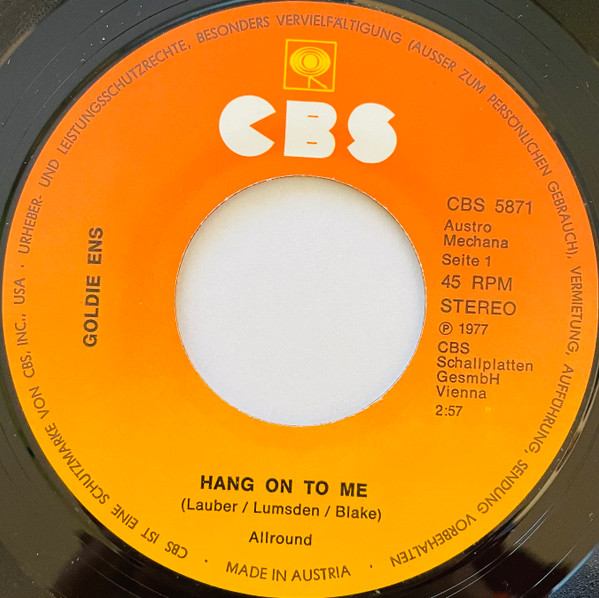 URHEBER- UND LEISTUNGSSCHUTZRECHTE, BESONDERS VERVIELFÄLTIGUNG (AUSSER ZUM PERSÖNLICHEN GEBRAUCH), VERMIETUNG, AUFFÜHRUNG, SENDUNG VORBEHALTEN
CBS
GOLDIE ENS
CBS 5871
Austro
Mechana
Seite 1
45 RPM
STEREO
Ⓟ 1977
CBS
Schallplatten
GesmbH
Vienna
2:57
HANG ON TO ME
(Lauber / Lumsden / Blake)
Allround
CBS IST EINE SCHUTZMARKE VON CBS, INC., USA ·
· MADE IN AUSTRIA ·